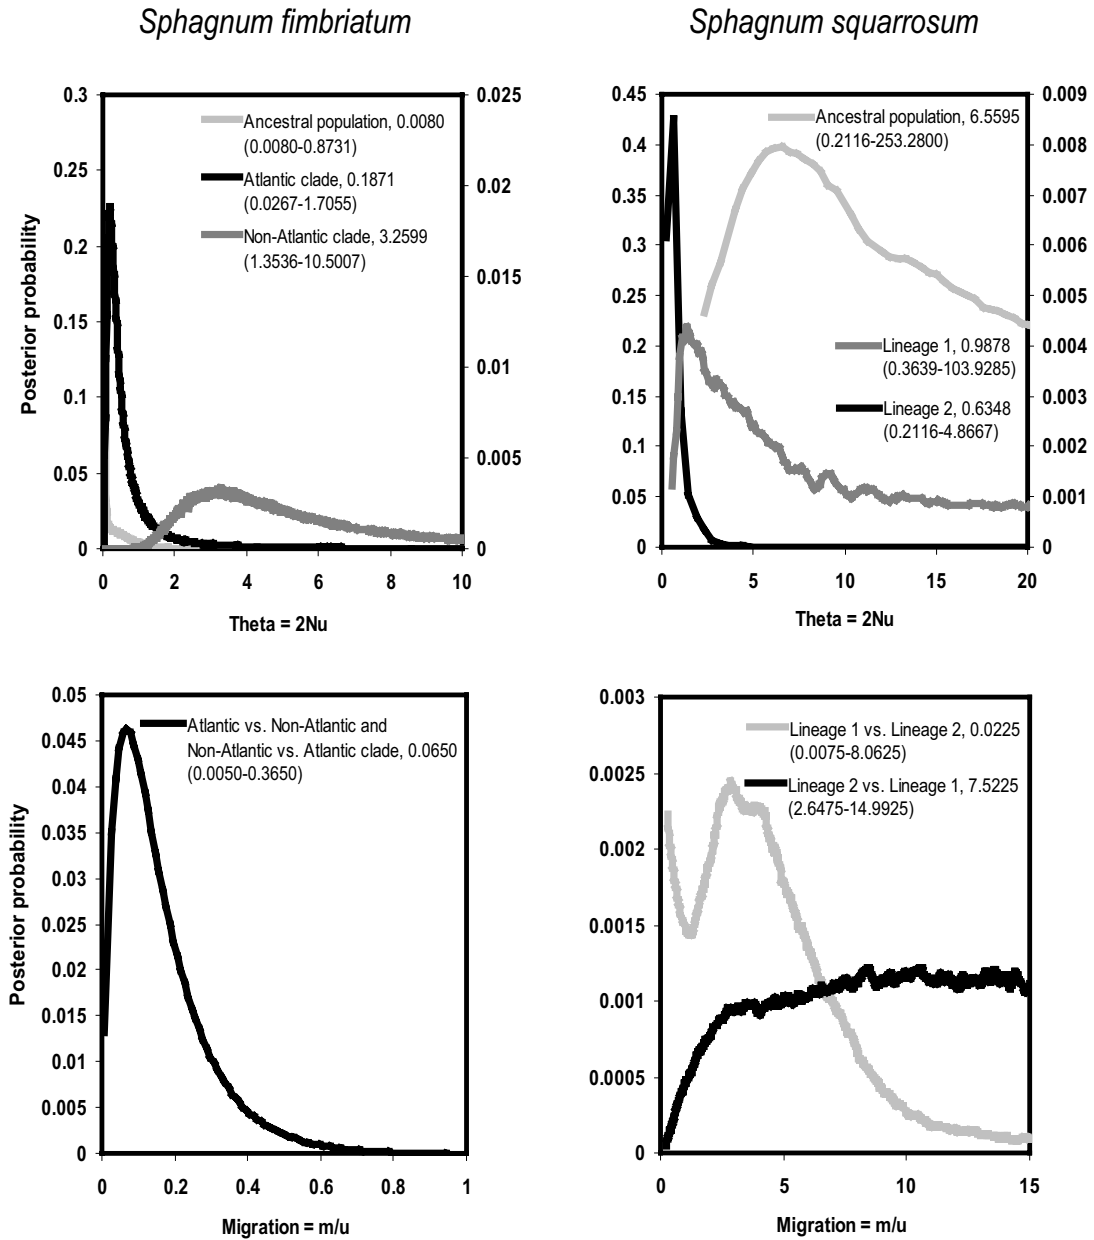 Sphagnum fimbriatum
Sphagnum squarrosum
0.3
0.25
0.2
0.15
0.1
0.05
0
0.025
0.02
0.015
0.01
0.005
0
Posterior probability
Ancestral population, 0.0080
(0.0080-0.8731)
Atlantic clade, 0.1871
(0.0267-1.7055)
Non-Atlantic clade, 3.2599
(1.3536-10.5007)
0 2 4 6 8 10
Theta = 2Nu
0.45
0.4
0.35
0.3
0.25
0.2
0.15
0.1
0.05
0
0.009
0.008
0.007
0.006
0.005
0.004
0.003
0.002
0.001
0
Ancestral population, 6.5595
(0.2116-253.2800)
Lineage 1, 0.9878
(0.3639-103.9285)
Lineage 2, 0.6348
(0.2116-4.8667)
0 5 10 15 20
Theta = 2Nu
0.05
0.045
0.04
0.035
0.03
0.025
0.02
0.015
0.01
0.005
0
Posterior probability
Atlantic vs. Non-Atlantic and
Non-Atlantic vs. Atlantic clade, 0.0650
(0.0050-0.3650)
0 0.2 0.4 0.6 0.8 1
Migration = m/u
0.003
0.0025
0.002
0.0015
0.001
0.0005
0
Lineage 1 vs. Lineage 2, 0.0225
(0.0075-8.0625)
Lineage 2 vs. Lineage 1, 7.5225
(2.6475-14.9925)
0 5 10 15
Migration = m/u